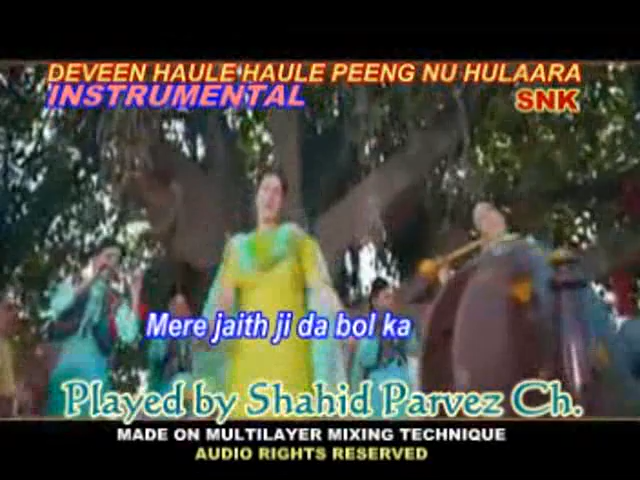 DEVEEN HAULE HAULE PEENG NU HULAARA
INSTRUMENTAL
SNK
Mere jaith ji da bol ka
Played by Shahid Parvez Ch.
MADE ON MULTILAYER MIXING TECHNIQUE
AUDIO RIGHTS RESERVED